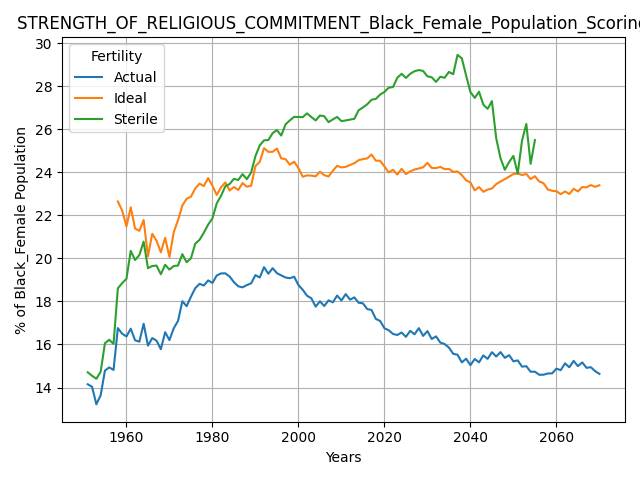 STRENGTH_OF_RELIGIOUS_COMMITMENT_Black_Female_Population_Scoring
30
28
26
24
22
20
18
16
14
% of Black_Female Population
Fertility
Actual
Ideal
Sterile
1960 1980 2000 2020 2040 2060
Years